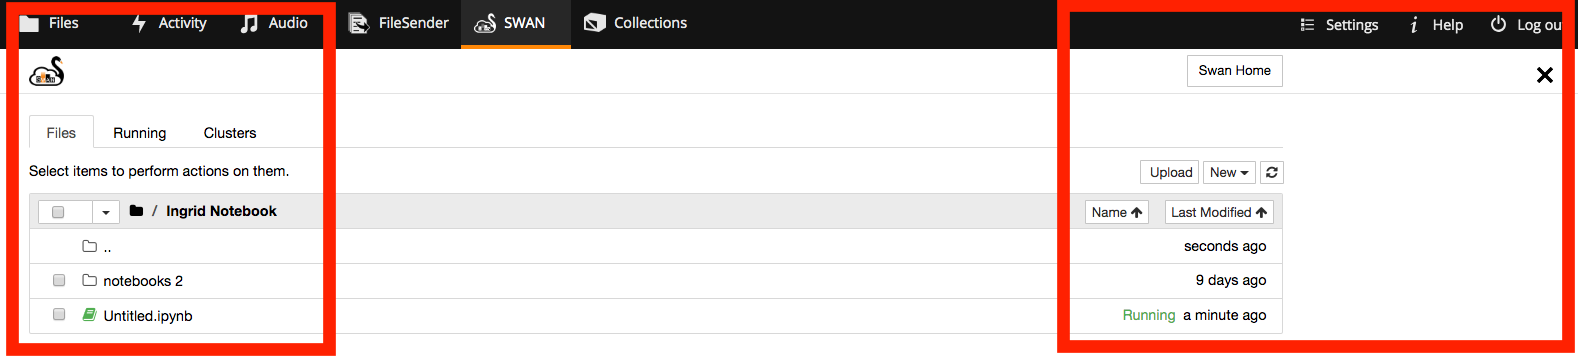 Files Activity Audio FileSender SWAN Collections Settings Help Log ou
SWAN Swan Home
Files Running Clusters
Select items to perform actions on them. Upload New
/ Ingrid Notebook Name Last Modified
.. seconds ago
notebooks 2 9 days ago
Untitled.ipynb Running a minute ago